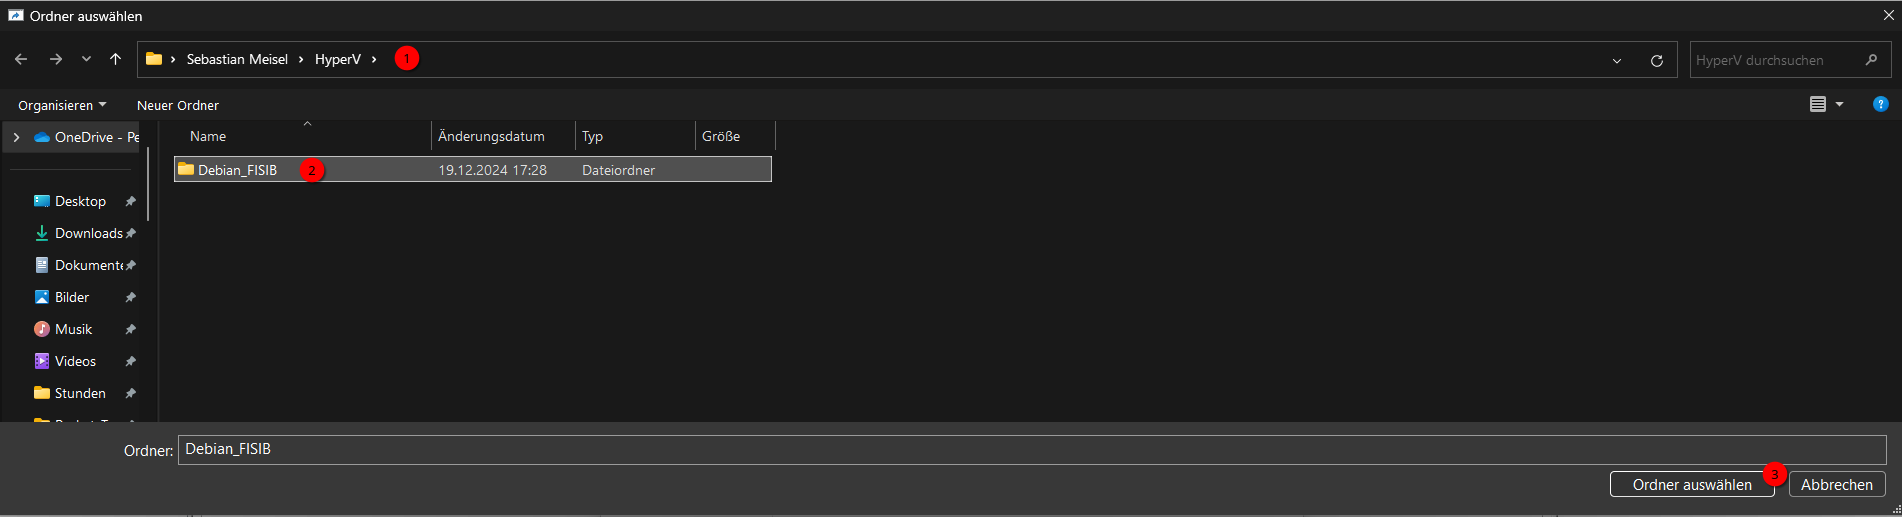 Ordner auswählen
Sebastian Meisel HyperV 1
HyperV durchsuchen
Organisieren Neuer Ordner
?
OneDrive - Pe
Name Änderungsdatum Typ Größe
Debian_FISIB 2 19.12.2024 17:28 Dateiordner
Desktop
Downloads
Dokumente
Bilder
Musik
Videos
Stunden
Ordner: Debian_FISIB
3
Ordner auswählen Abbrechen